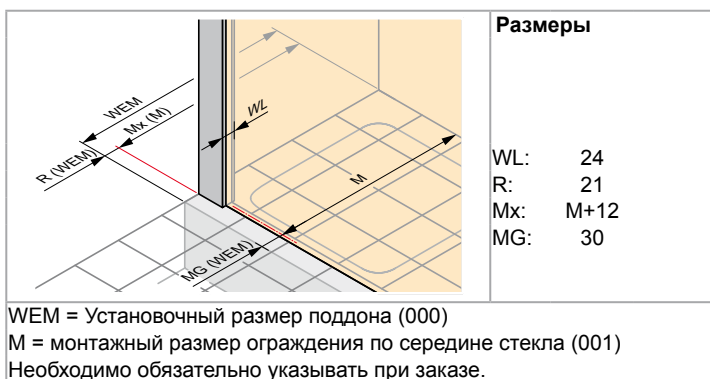 Размеры
WEM
Mx (M)
R (WEM)
WL
M
MG (WEM)
WL: 24
R: 21
Mx: M+12
MG: 30
WEM = Установочный размер поддона (000)
M = монтажный размер ограждения по середине стекла (001)
Необходимо обязательно указывать при заказе.